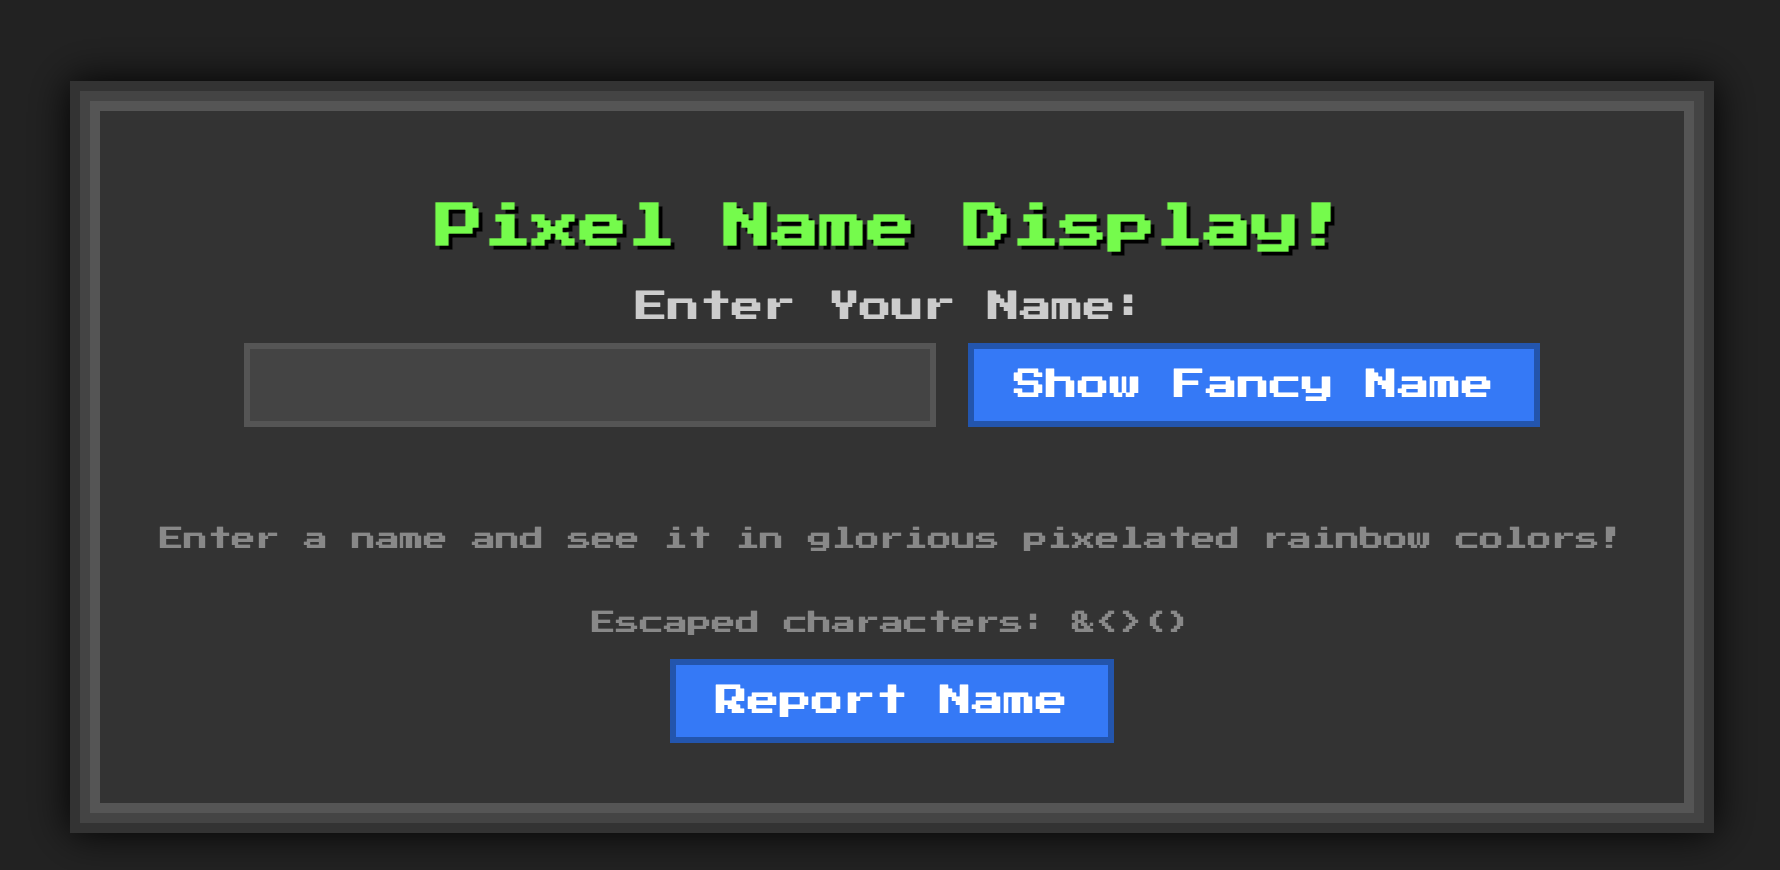 Pixel Name Display!
Enter Your Name:
Show Fancy Name
Enter a name and see it in glorious pixelated rainbow colors!
Escaped characters: &<>()
Report Name